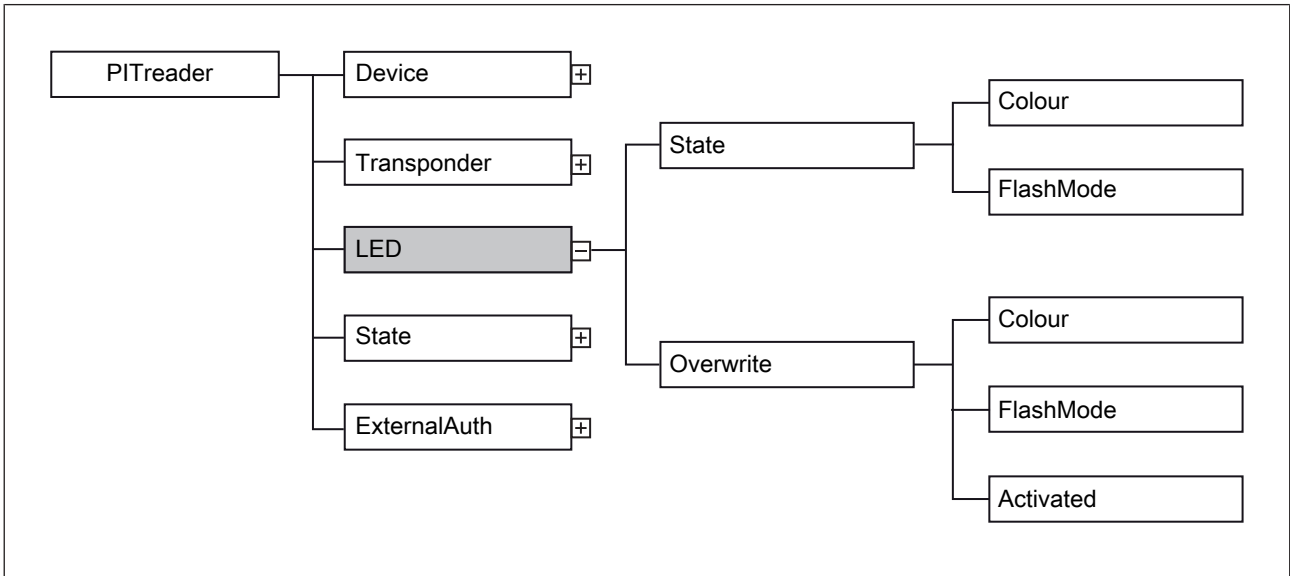 PITreader
Device
Transponder
LED
State
ExternalAuth
State
Overwrite
Colour
FlashMode
Colour
FlashMode
Activated